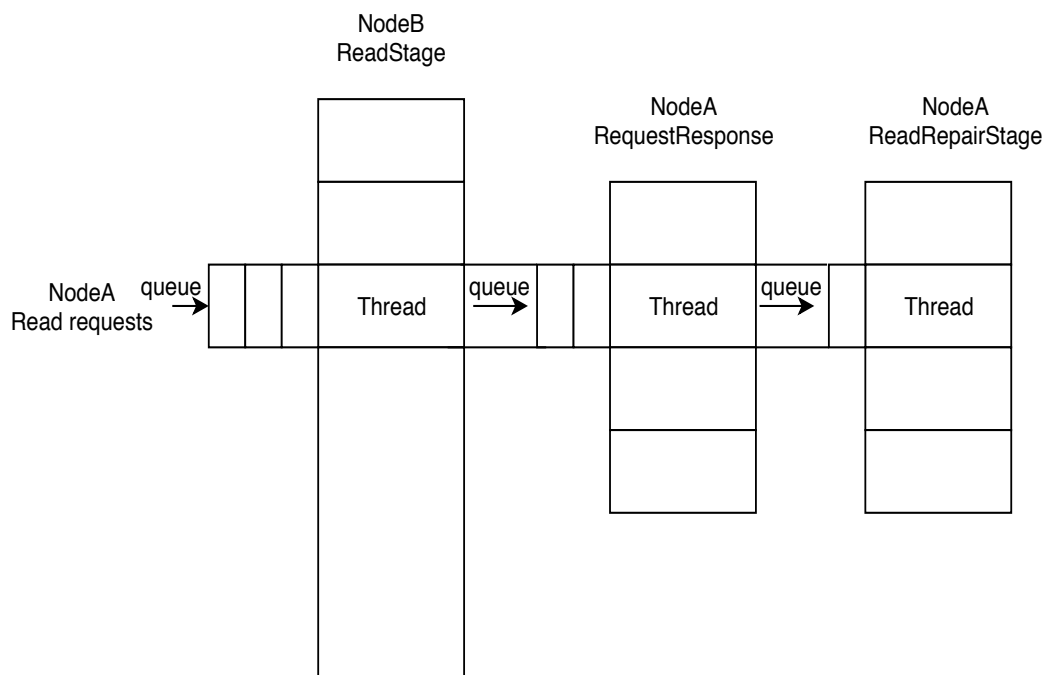 NodeB
ReadStage
NodeA
RequestResponse
NodeA
ReadRepairStage
NodeA
Read requests
queue
Thread
queue
Thread
queue
Thread